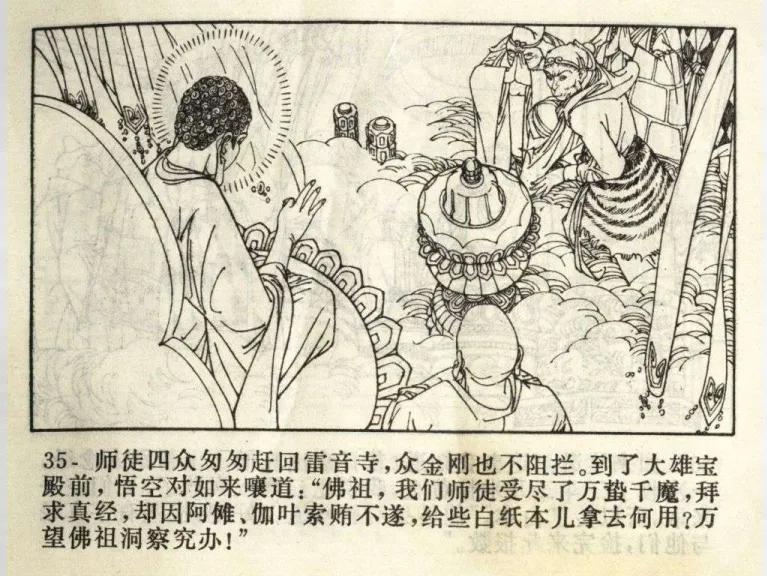 35- 师徒四众匆匆赶回雷音寺，众金刚也不阻拦。到了大雄宝
殿前，悟空对如来嚷道：“佛祖，我们师徒受尽了万蛰千魔，拜
求真经，却因阿傩、伽叶索贿不遂，给些白纸本儿拿去何用？万
望佛祖洞察究办！”